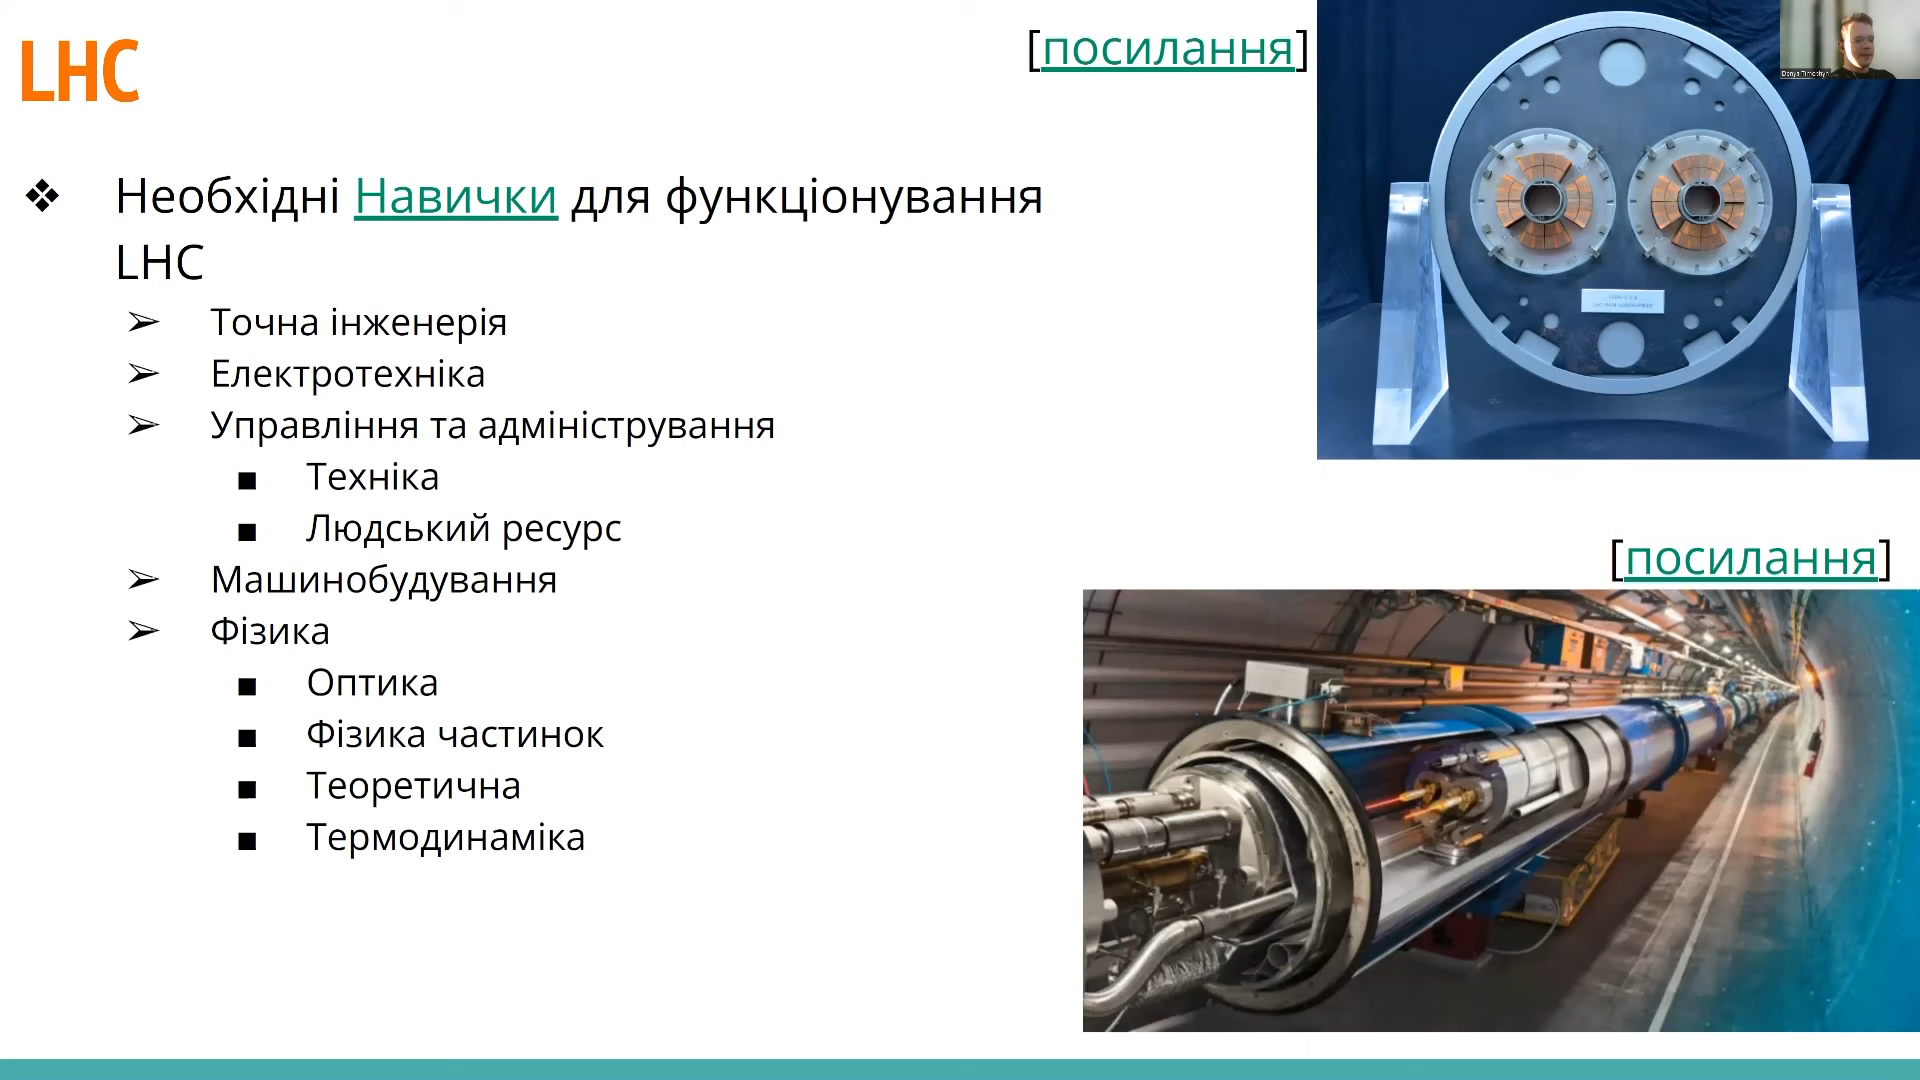 LHC
[посилання]
❖ Необхідні Навички для функціонування
LHC
➢ Точна інженерія
➢ Електротехніка
➢ Управління та адміністрування
■ Техніка
■ Людський ресурс
➢ Машинобудування
➢ Фізика
■ Оптика
■ Фізика частинок
■ Теоретична
■ Термодинаміка
[посилання]